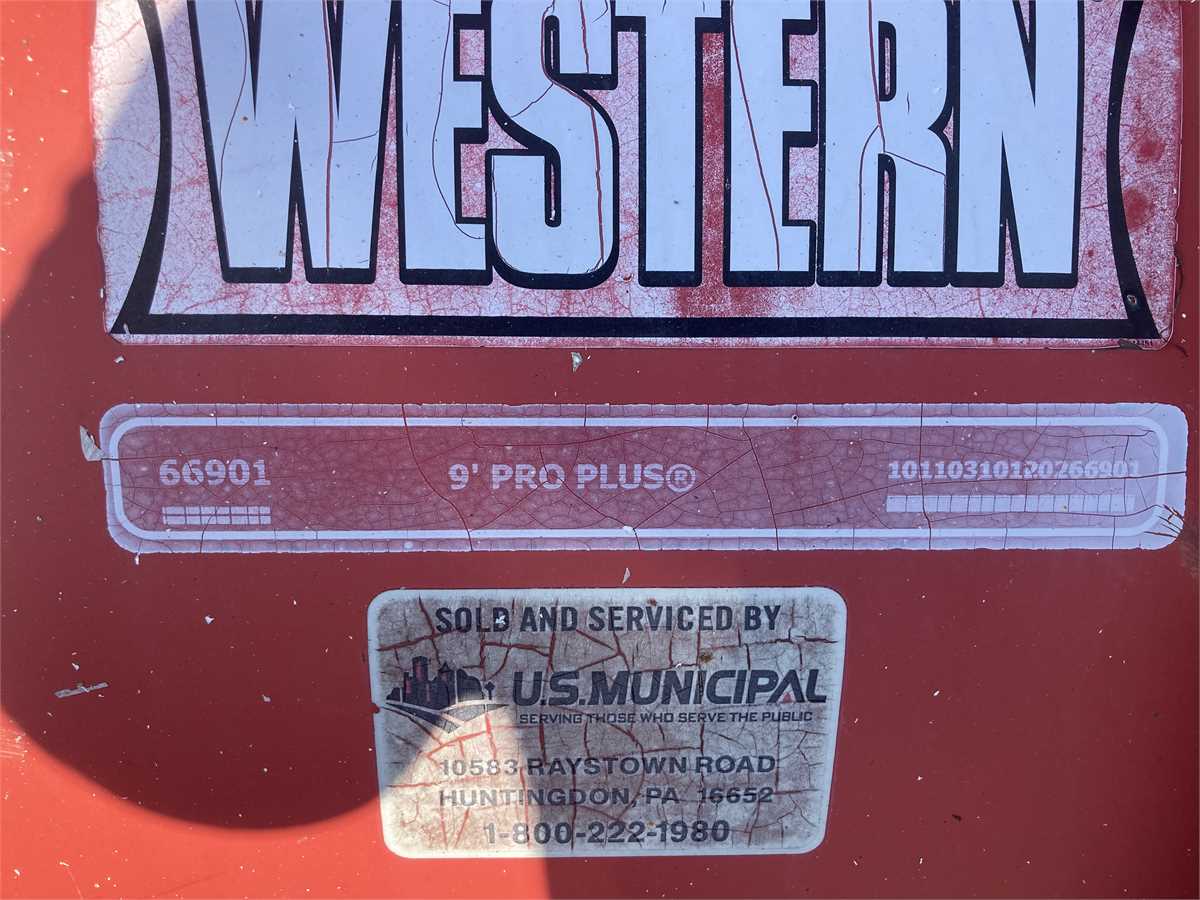 WESTERN
66901 9' PRO PLUS® 10110310120266901
SOLD AND SERVICED BY
U.S.MUNICIPAL
SERVING THOSE WHO SERVE THE PUBLIC
10583 RAYSTOWN ROAD
HUNTINGDON, PA 16652
1-800-222-1980